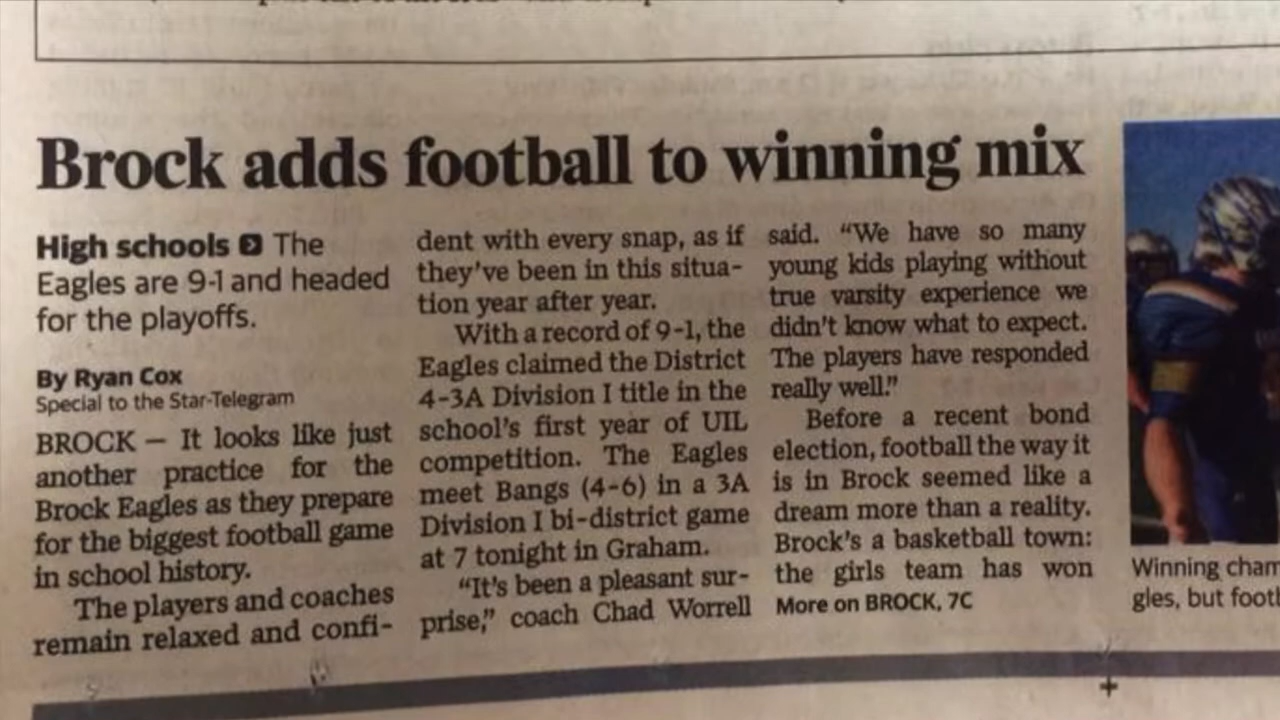 Brock adds football to winning mix
High schools The
Eagles are 9-1 and headed
for the playoffs.
By Ryan Cox
Special to the Star-Telegram
BROCK — It looks like just
another practice for the
Brock Eagles as they prepare
for the biggest football game
in school history.
The players and coaches
remain relaxed and confi-
dent with every snap, as if
they've been in this situa-
tion year after year.
With a record of 9-1, the
Eagles claimed the District
4-3A Division I title in the
school's first year of UIL
competition. The Eagles
meet Bangs (4-6) in a 3A
Division I bi-district game
at 7 tonight in Graham.
“It's been a pleasant sur-
prise,” coach Chad Worrell
said. “We have so many
young kids playing without
true varsity experience we
didn't know what to expect.
The players have responded
really well.”
Before a recent bond
election, football the way it
is in Brock seemed like a
dream more than a reality.
Brock's a basketball town:
the girls team has won
More on BROCK, 7C
Winning cham
gles, but footb